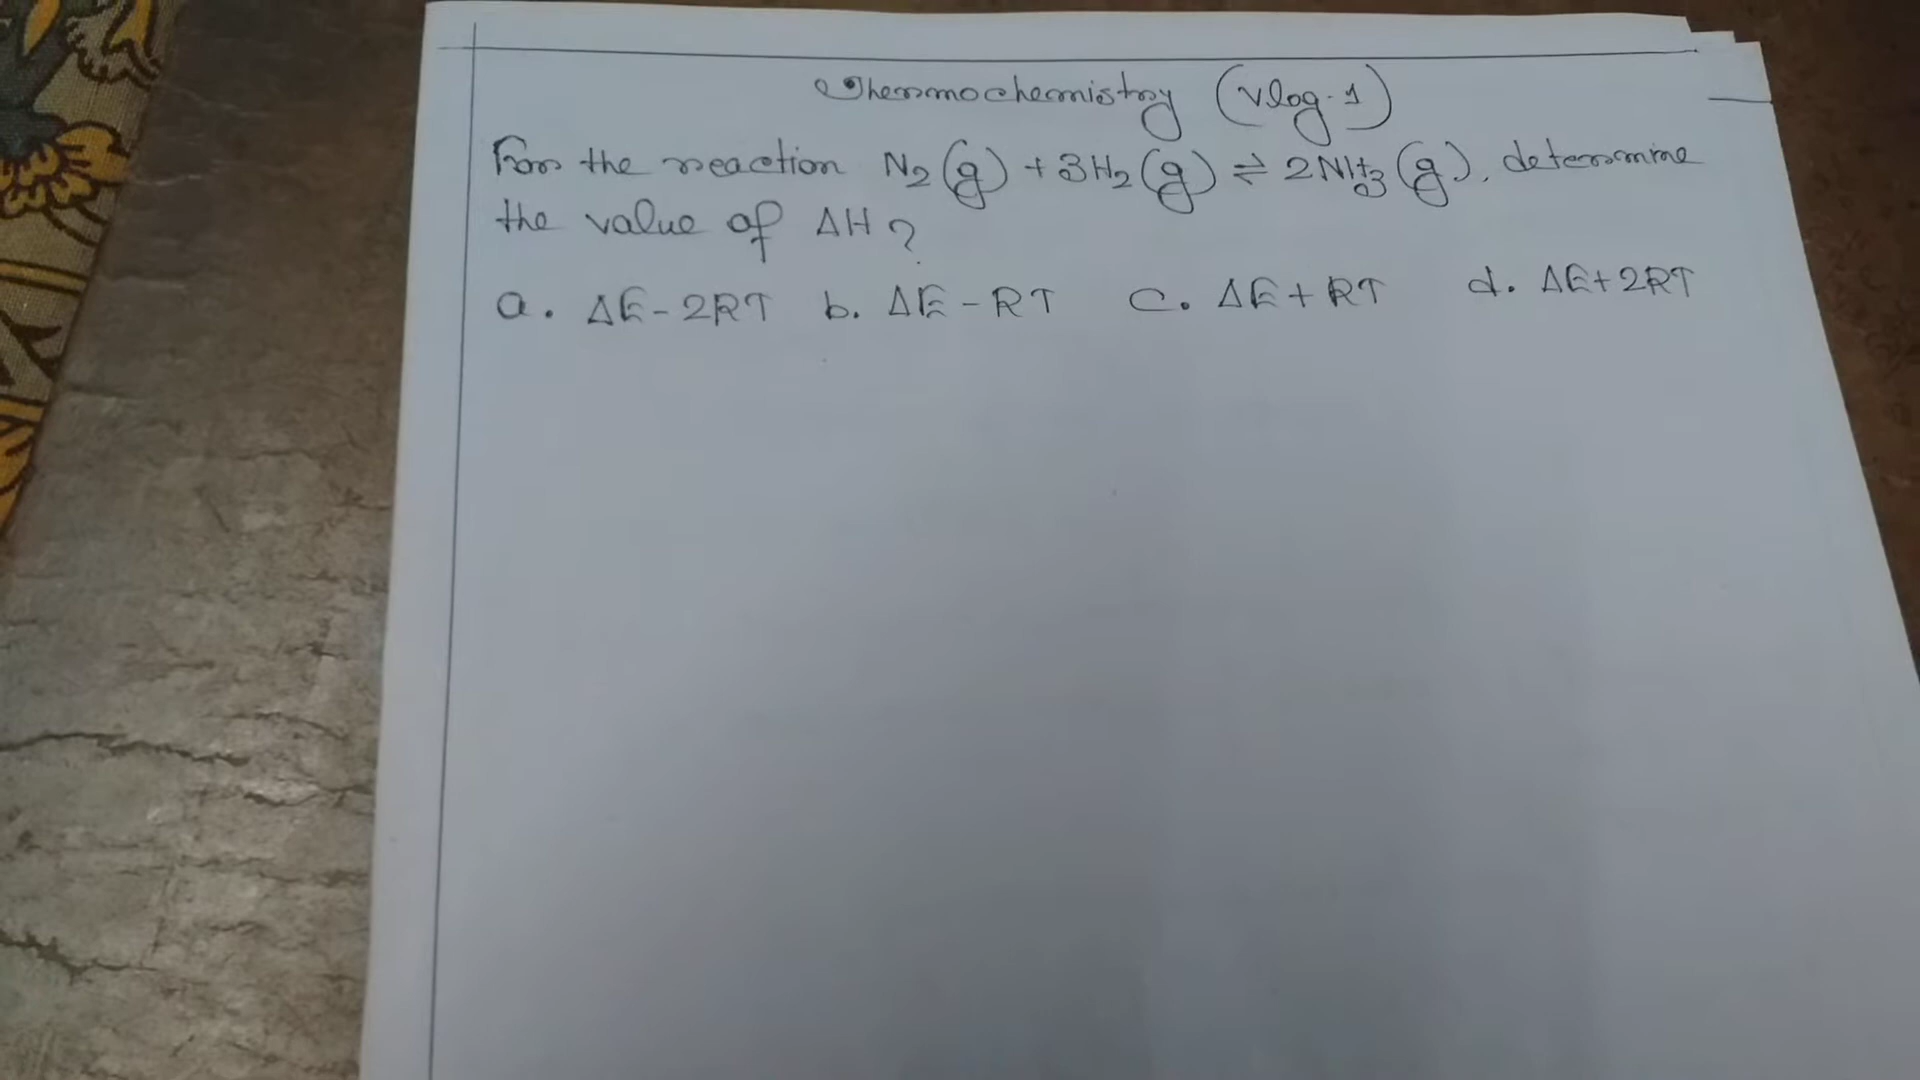 Thermochemistry (Vlog-1)
For the reaction N₂(g) + 3H₂(g) ⇌ 2NH₃(g). determine
the value of ΔH?
a. ΔE-2RT b. ΔE-RT c. ΔE+RT d. ΔE+2RT